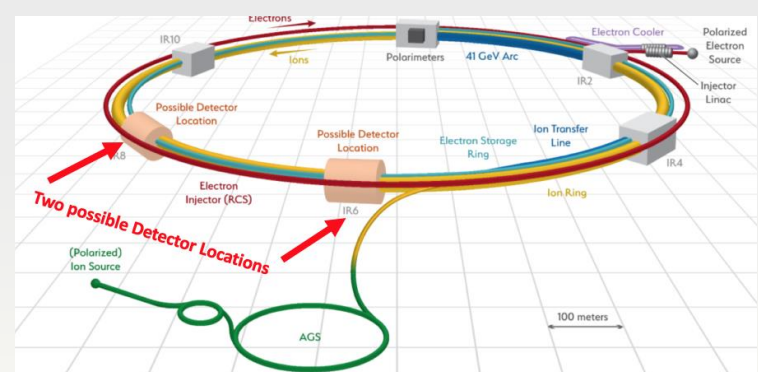 Electrons
Electron Cooler
Polarized
Electron
Source
IR10
Ions
Polarimeters
41 GeV Arc
IR2
Injector
Linac
Possible Detector
Location
Possible Detector
Location
Electron Storage
Ring
Ion Transfer
Line
IR8
IR4
Electron
Injector (RCS)
Ion Ring
IR6
Two possible Detector Locations
(Polarized)
Ion Source
AGS
100 meters